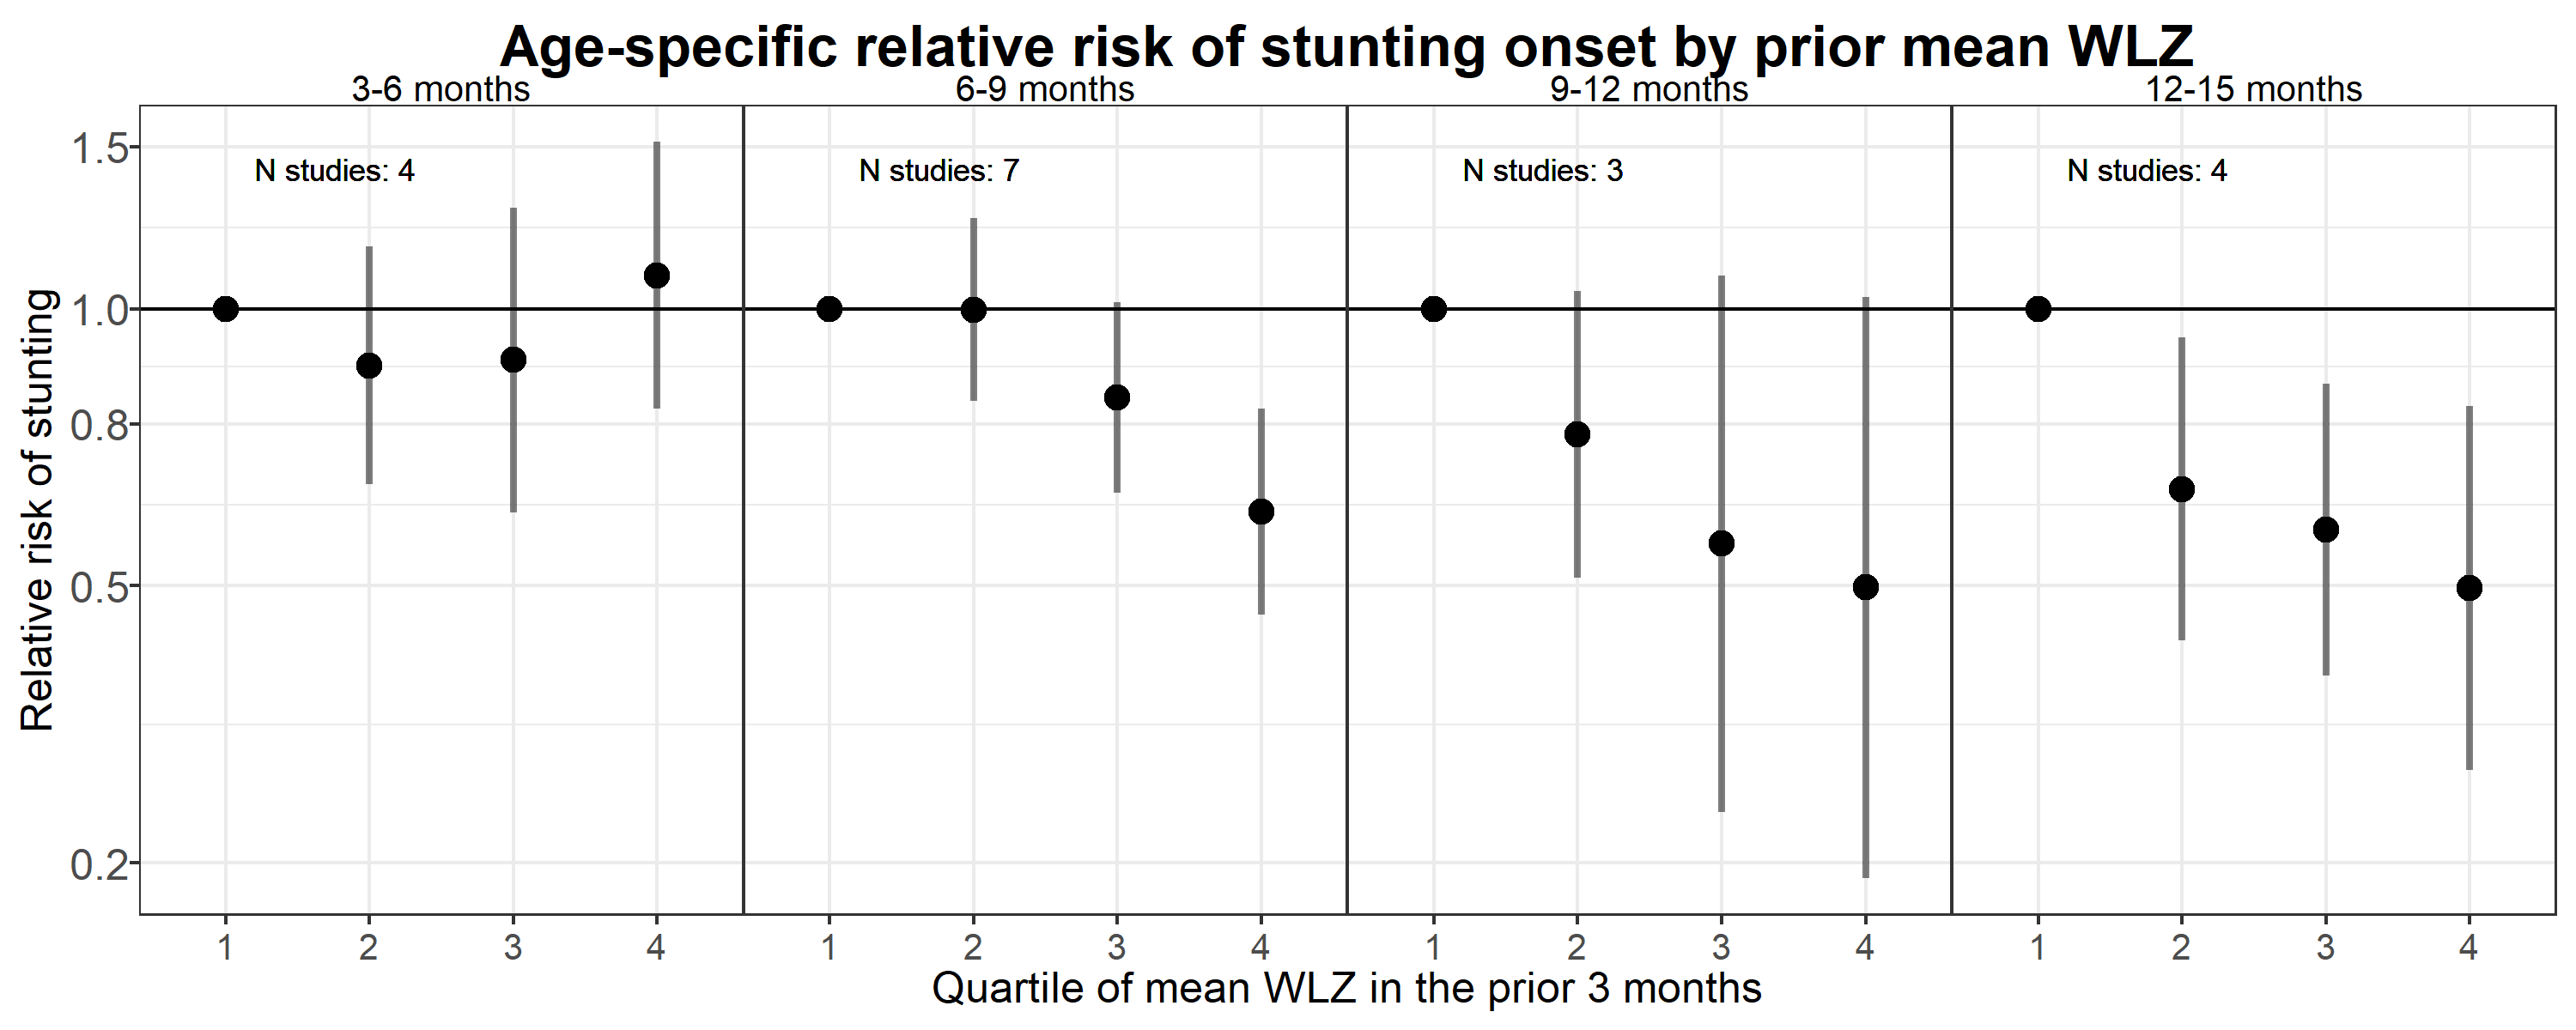 Age-specific relative risk of stunting onset by prior mean WLZ
3-6 months
6-9 months
9-12 months
12-15 months
N studies: 4
N studies: 7
N studies: 3
N studies: 4
Relative risk of stunting
1.5
1.0
0.8
0.5
0.2
1 2 3 4
1 2 3 4
1 2 3 4
1 2 3 4
Quartile of mean WLZ in the prior 3 months